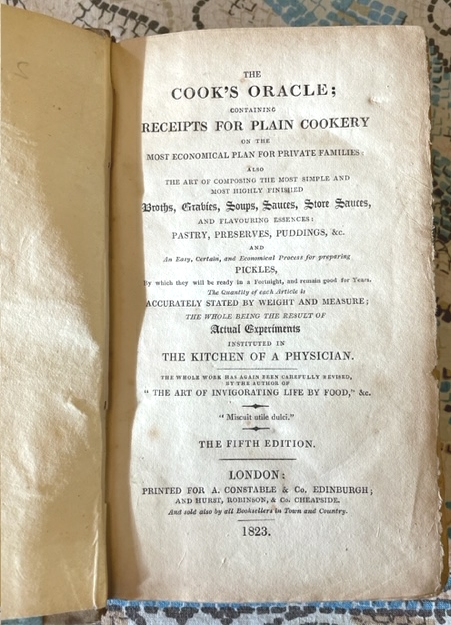 THE
COOK'S ORACLE;
CONTAINING
RECEIPTS FOR PLAIN COOKERY
ON THE
MOST ECONOMICAL PLAN FOR PRIVATE FAMILIES:
ALSO
THE ART OF COMPOSING THE MOST SIMPLE AND
MOST HIGHLY FINISHED
Broths, Gravies, Soups, Sauces, Store Sauces,
AND FLAVOURING ESSENCES:
PASTRY, PRESERVES, PUDDINGS, &c.
AND
An Easy, Certain, and Economical Process for preparing
PICKLES,
By which they will be ready in a Fortnight, and remain good for Years.
The Quantity of each Article is
ACCURATELY STATED BY WEIGHT AND MEASURE;
THE WHOLE BEING THE RESULT OF
Actual Experiments
INSTITUTED IN
THE KITCHEN OF A PHYSICIAN.
THE WHOLE WORK HAS AGAIN BEEN CAREFULLY REVISED,
BY THE AUTHOR OF
"THE ART OF INVIGORATING LIFE BY FOOD," &c.
"Miscuit utile dulci."
THE FIFTH EDITION.
LONDON:
PRINTED FOR A. CONSTABLE & Co. EDINBURGH;
AND HURST, ROBINSON, & Co. CHEAPSIDE.
And sold also by all Booksellers in Town and Country.
1823.